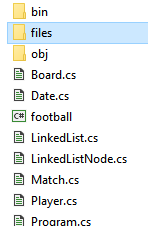 bin
files
obj
Board.cs
Date.cs
C# football
LinkedList.cs
LinkedListNode.cs
Match.cs
Player.cs
Program.cs